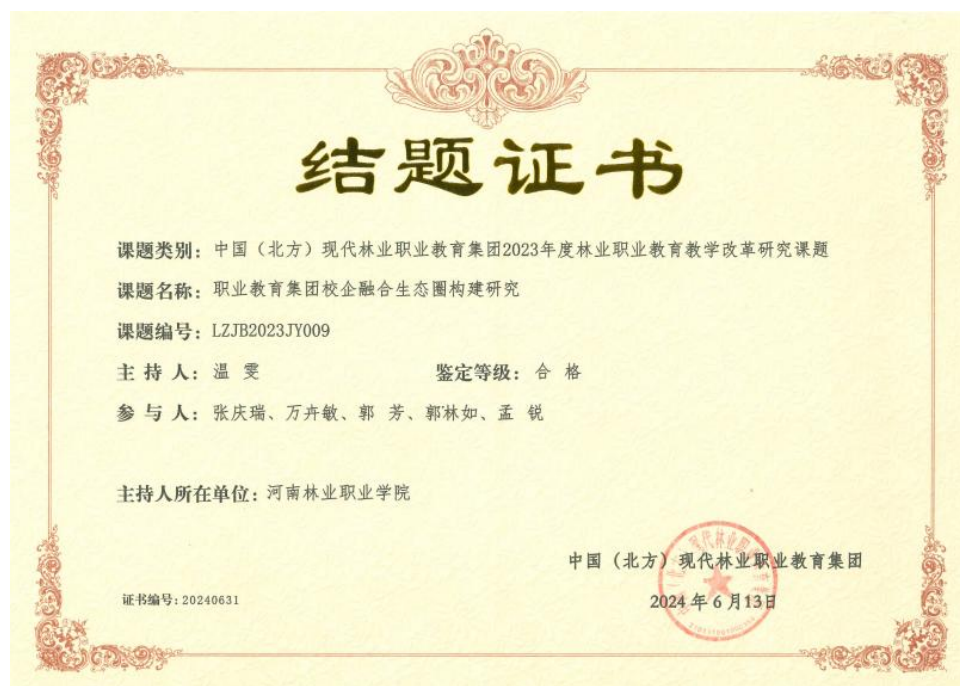 结题证书
课题类别：中国（北方）现代林业职业教育集团2023年度林业职业教育教学改革研究课题
课题名称：职业教育集团校企融合生态圈构建研究
课题编号：LZJB2023JY009
主 持 人：温 雯 鉴定等级：合 格
参 与 人：张庆瑞、万卉敏、郭 芳、郭林如、孟 锐
主持人所在单位：河南林业职业学院
中国（北方）现代林业职业教育集团
证书编号：20240631
2024年6月13日